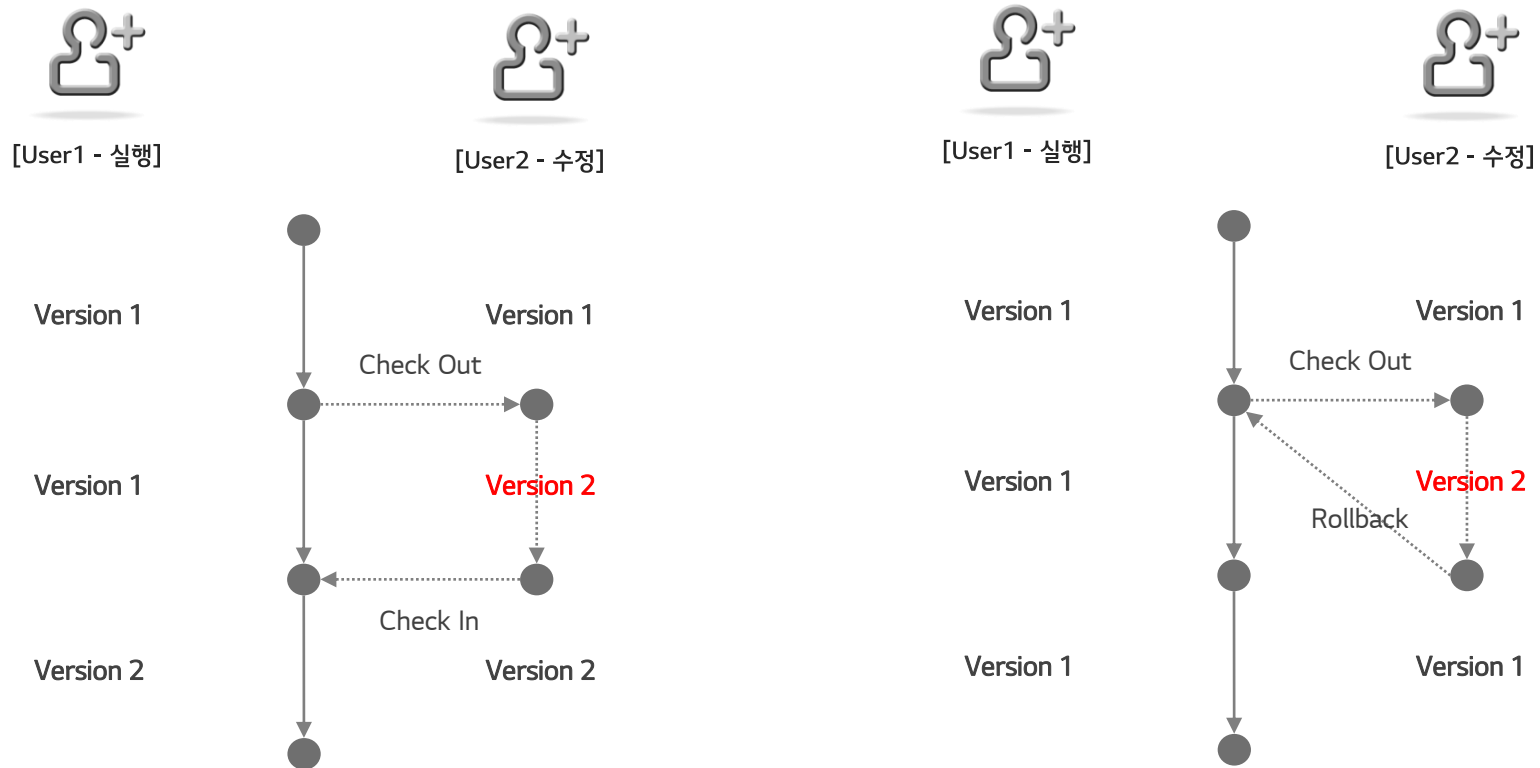 [User1 - 실행]
[User2 - 수정]
Version 1
Version 1
Check Out
Version 1
Version 2
Check In
Version 2
Version 2
[User1 - 실행]
[User2 - 수정]
Version 1
Version 1
Check Out
Version 1
Version 2
Rollback
Version 1
Version 1